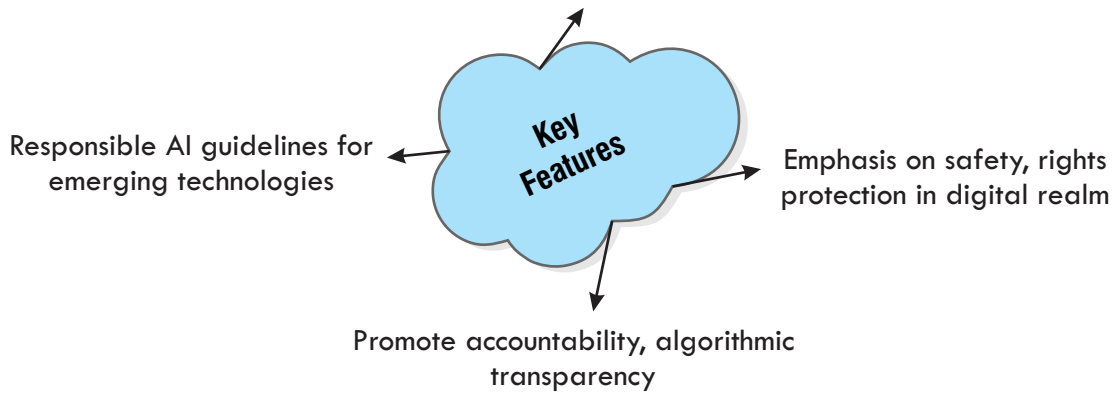 Key
Features
Responsible AI guidelines for
emerging technologies
Emphasis on safety, rights
protection in digital realm
Promote accountability, algorithmic
transparency